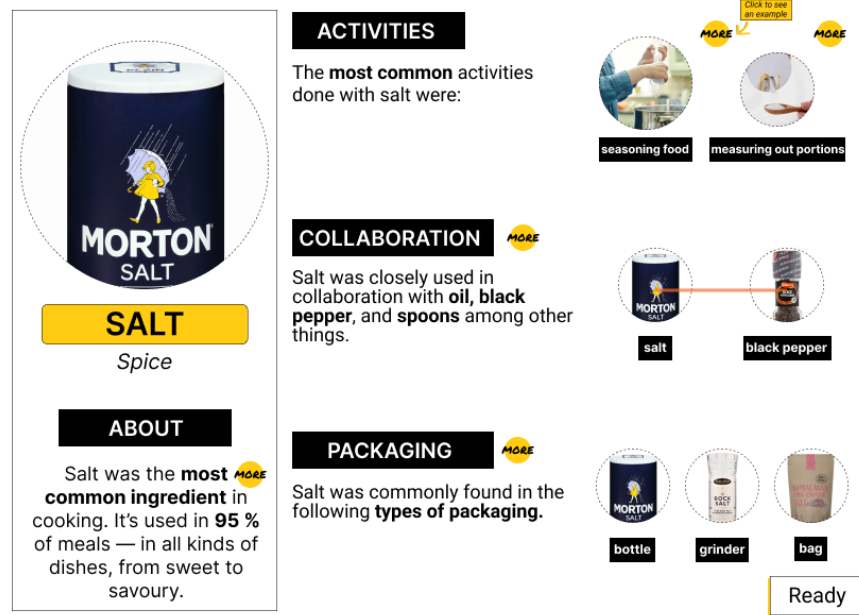 PLAIN
MORTON
SALT
SALT
Spice
ABOUT
Salt was the most MORE
common ingredient in
cooking. It’s used in 95 %
of meals — in all kinds of
dishes, from sweet to
savoury.
ACTIVITIES
The most common activities
done with salt were:
Click to see
an example
MORE
MORE
seasoning food
measuring out portions
COLLABORATION
MORE
Salt was closely used in
collaboration with oil, black
pepper, and spoons among other
things.
MORTON
SALT
salt
black pepper
PACKAGING
MORE
Salt was commonly found in the
following types of packaging.
MORTON
SALT
ROCK
SALT
bottle
grinder
bag
Ready